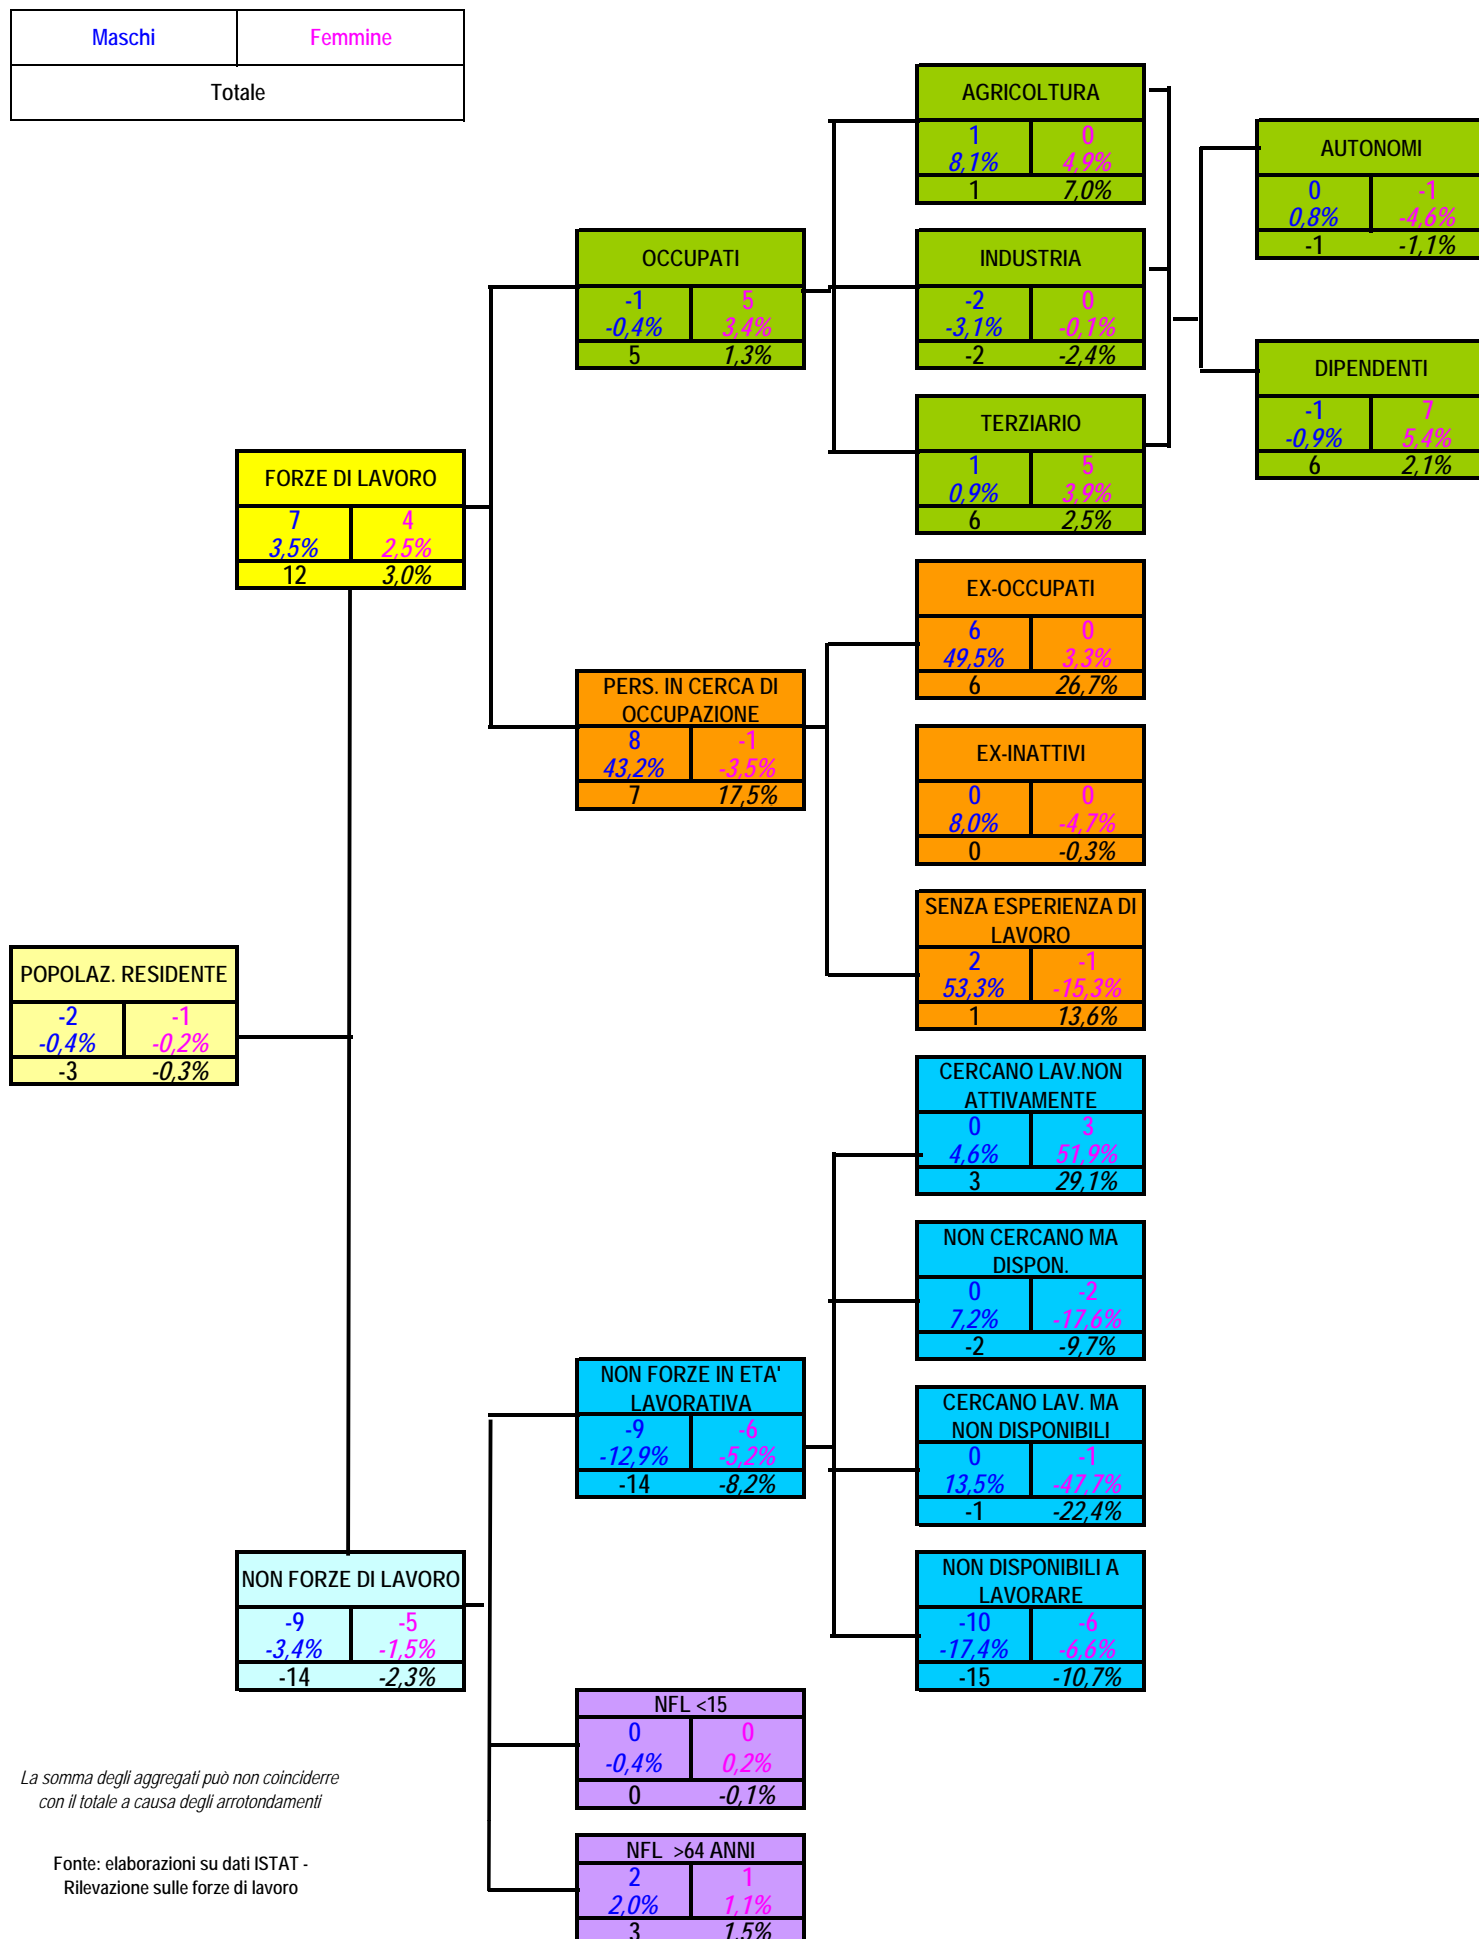 Maschi Femmine
Totale
AGRICOLTURA
1 0
8,1% 4,9%
1 7,0%
AUTONOMI
0 -1
0,8% -4,6%
-1 -1,1%
OCCUPATI
-1 5
-0,4% 3,4%
5 1,3%
INDUSTRIA
-2 0
-3,1% -0,1%
-2 -2,4%
DIPENDENTI
-1 7
-0,9% 5,4%
6 2,1%
TERZIARIO
1 5
0,9% 3,9%
6 2,5%
FORZE DI LAVORO
7 4
3,5% 2,5%
12 3,0%
EX-OCCUPATI
6 0
49,5% 3,3%
6 26,7%
PERS. IN CERCA DI
OCCUPAZIONE
8 -1
43,2% -3,5%
7 17,5%
EX-INATTIVI
0 0
8,0% -4,7%
0 -0,3%
SENZA ESPERIENZA DI
LAVORO
2 -1
53,3% -15,3%
1 13,6%
POPOLAZ. RESIDENTE
-2 -1
-0,4% -0,2%
-3 -0,3%
CERCANO LAV.NON
ATTIVAMENTE
0 3
4,6% 51,9%
3 29,1%
NON CERCANO MA
DISPON.
0 -2
7,2% -17,6%
-2 -9,7%
NON FORZE IN ETA'
LAVORATIVA
-9 -6
-12,9% -5,2%
-14 -8,2%
CERCANO LAV. MA
NON DISPONIBILI
0 -1
13,5% -47,7%
-1 -22,4%
NON DISPONIBILI A
LAVORARE
-10 -6
-17,4% -6,6%
-15 -10,7%
NON FORZE DI LAVORO
-9 -5
-3,4% -1,5%
-14 -2,3%
NFL <15
0 0
-0,4% 0,2%
0 -0,1%
NFL >64 ANNI
2 1
2,0% 1,1%
3 1,5%
La somma degli aggregati può non coinciderre
con il totale a causa degli arrotondamenti
Fonte: elaborazioni su dati ISTAT -
Rilevazione sulle forze di lavoro